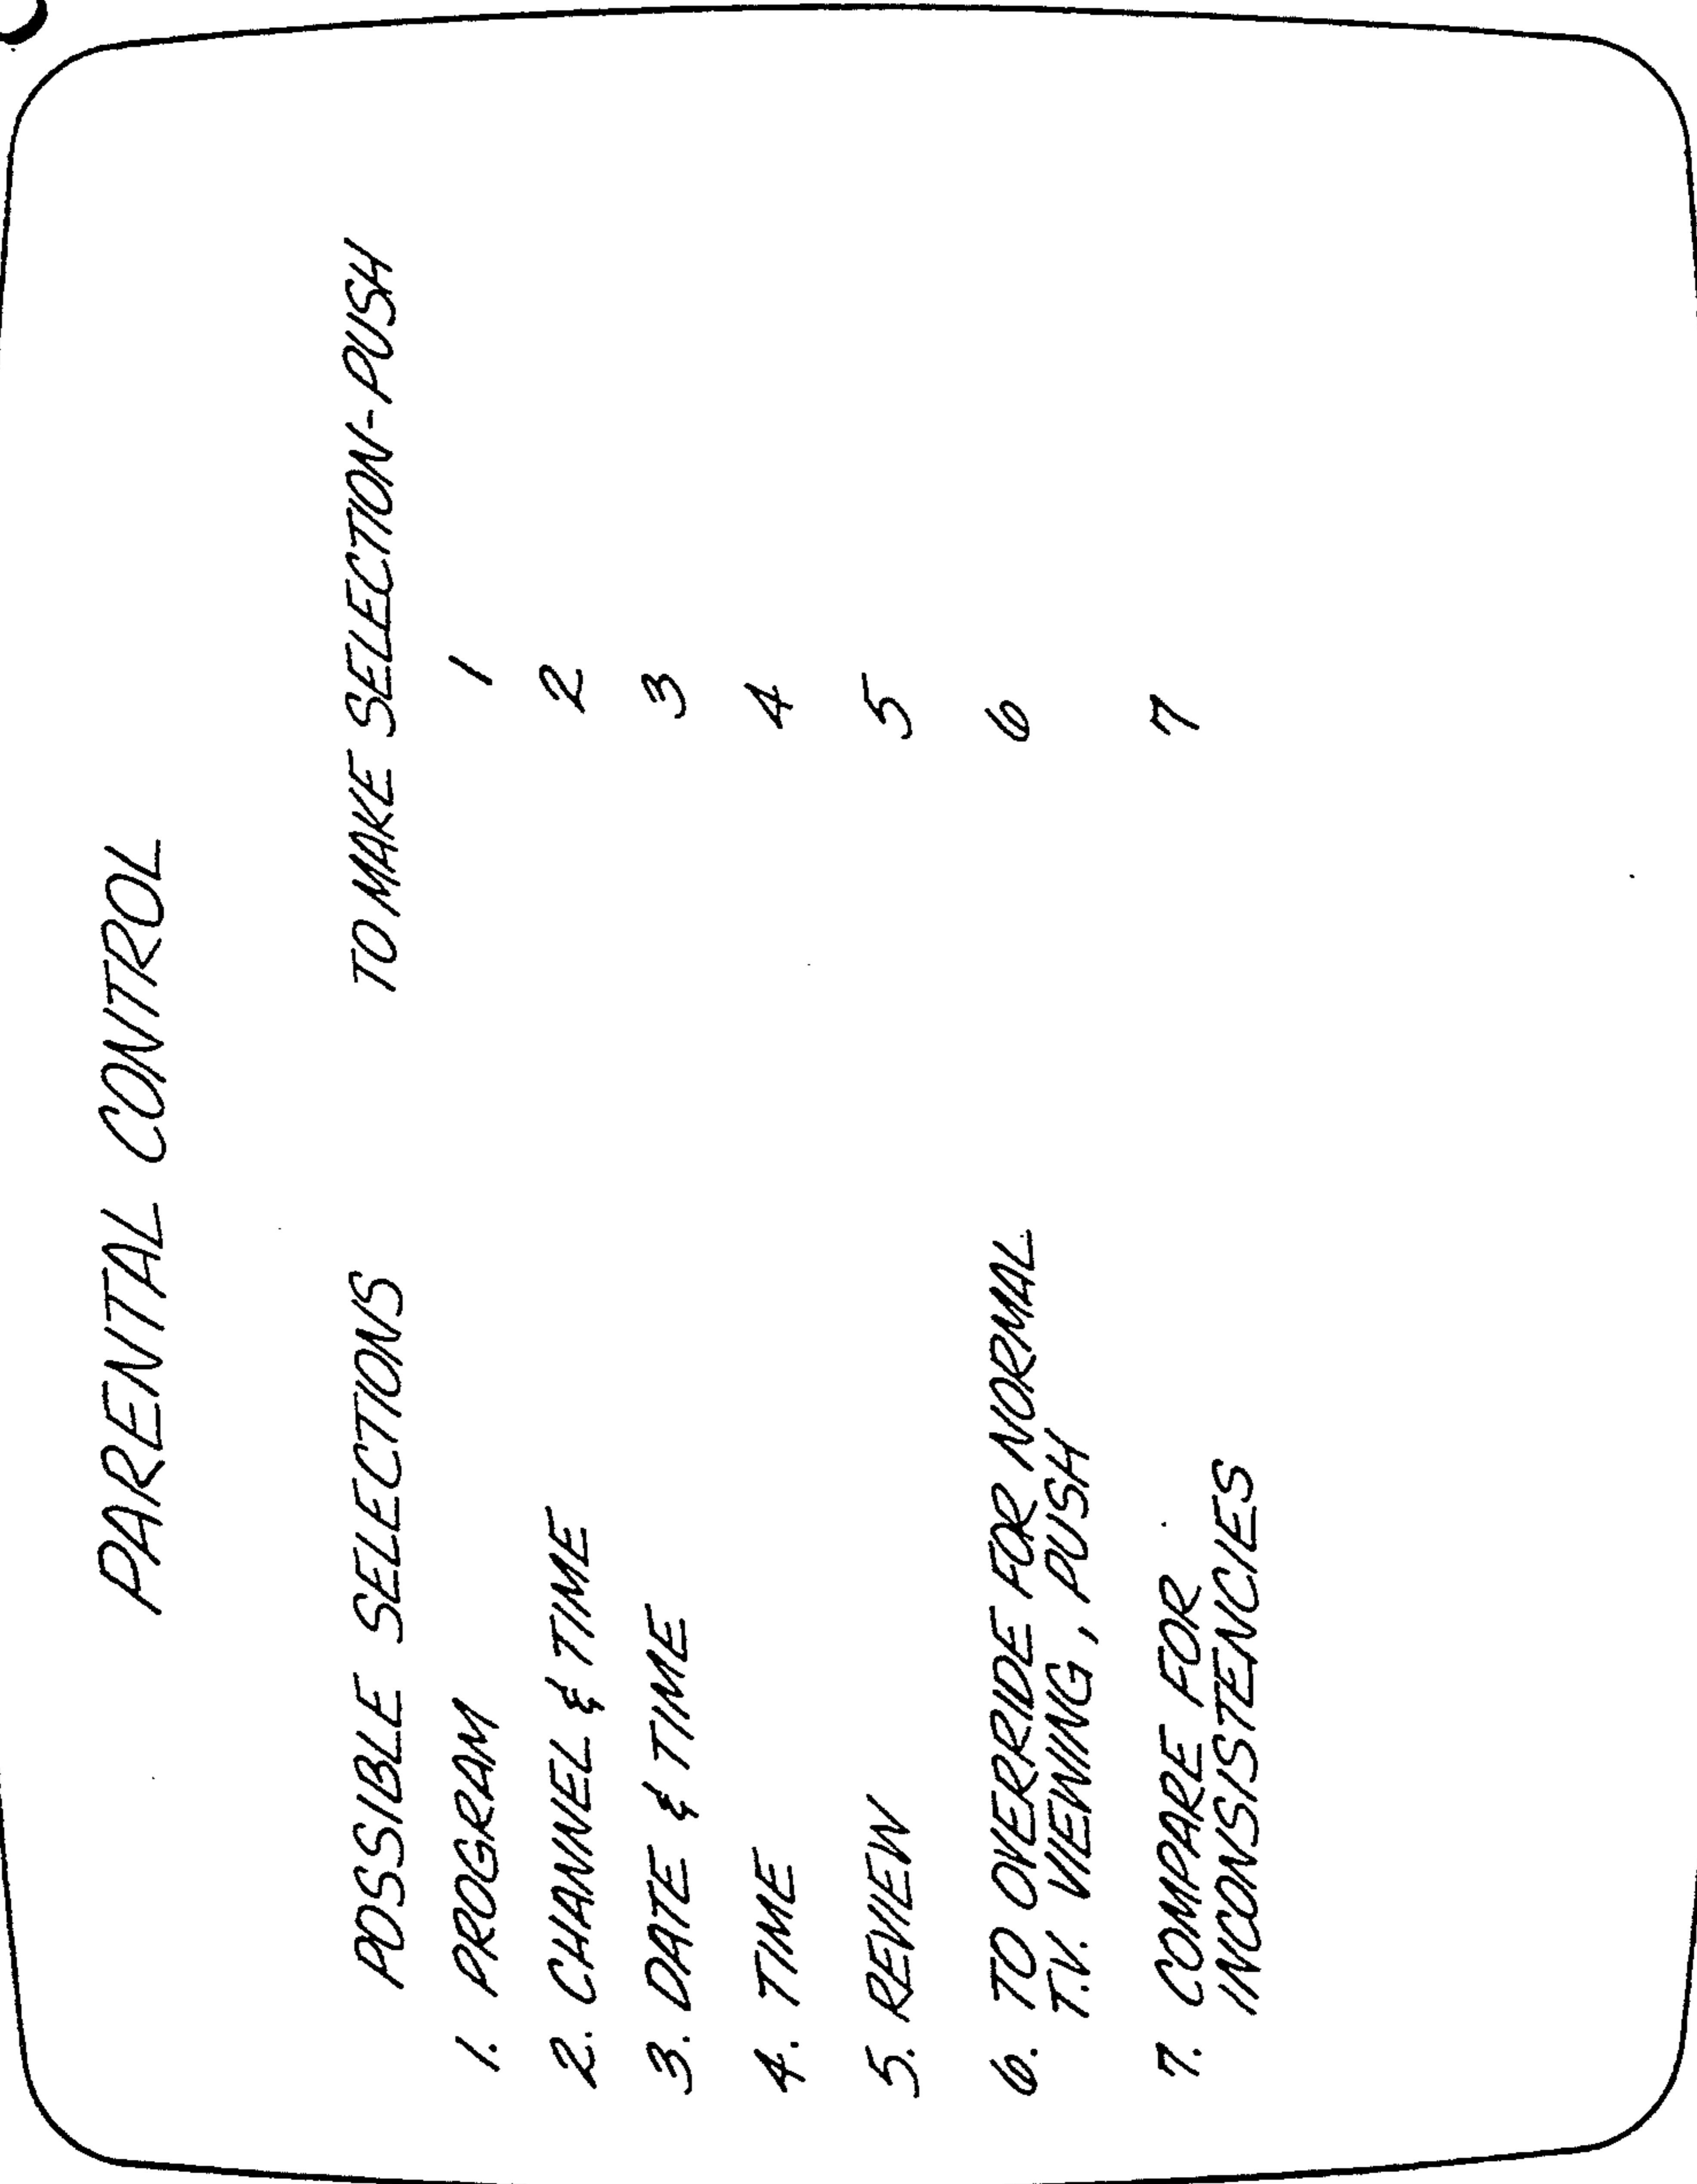 PARENTAL CONTROL
POSSIBLE SELECTIONS TO MAKE SELECTION-PUSH
1. PROGRAM 1
2. CHANNEL & TIME 2
3. DATE & TIME 3
4. TIME 4
5. REVIEW 5
6. TO OVERRIDE FOR NORMAL 6
T.V. VIEWING, PUSH
7. COMPARE FOR 7
INCONSISTENCIES